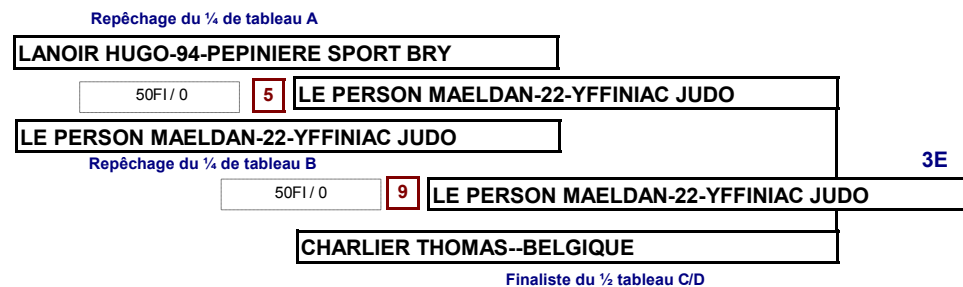 Repêchage du ¼ de tableau A
LANOIR HUGO-94-PEPINIERE SPORT BRY
50FI / 0 5 LE PERSON MAELDAN-22-YFFINIAC JUDO
LE PERSON MAELDAN-22-YFFINIAC JUDO
Repêchage du ¼ de tableau B
3E
50FI / 0 9 LE PERSON MAELDAN-22-YFFINIAC JUDO
CHARLIER THOMAS--BELGIQUE
Finaliste du ½ tableau C/D